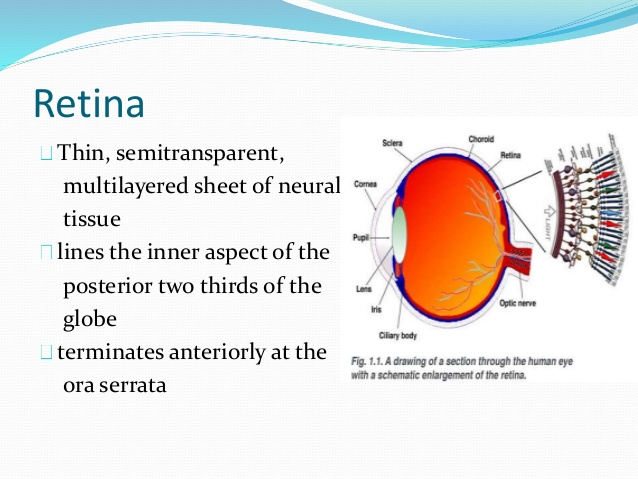 Retina
Thin, semitransparent,
multilayered sheet of neural
tissue
lines the inner aspect of the
posterior two thirds of the
globe
terminates anteriorly at the
ora serrata
Sclera
Choroid
Retina
Cornea
Pupil
Lens
Iris
Ciliary body
Optic nerve
LIGHT
Fig. 1.1. A drawing of a section through the human eye
with a schematic enlargement of the retina.